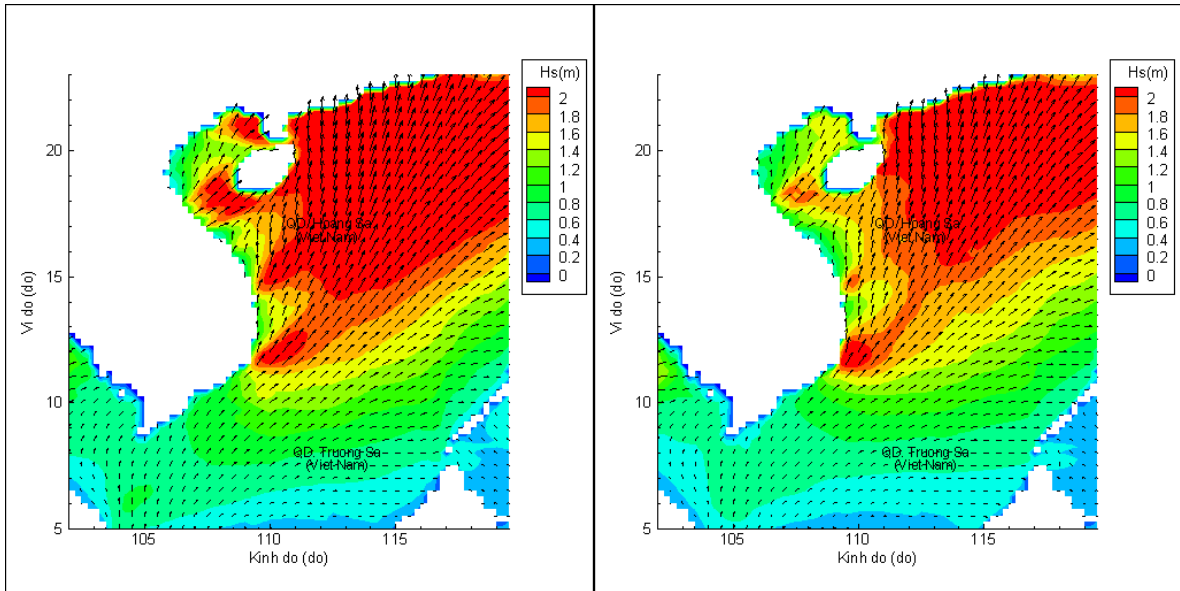 Hs(m)
2
1.8
1.6
1.4
1.2
1
0.8
0.6
0.4
0.2
0
20
15
10
5
105
110
115
Vi do (do)
Kinh do (do)
QD. Hoang Sa
(Viet Nam)
QD. Truong Sa
(Viet-Nam)
Hs(m)
2
1.8
1.6
1.4
1.2
1
0.8
0.6
0.4
0.2
0
20
15
10
5
105
110
115
Vi do (do)
Kinh do (do)
QD. Hoang Sa
(Viet Nam)
QD. Truong Sa
(Viet-Nam)